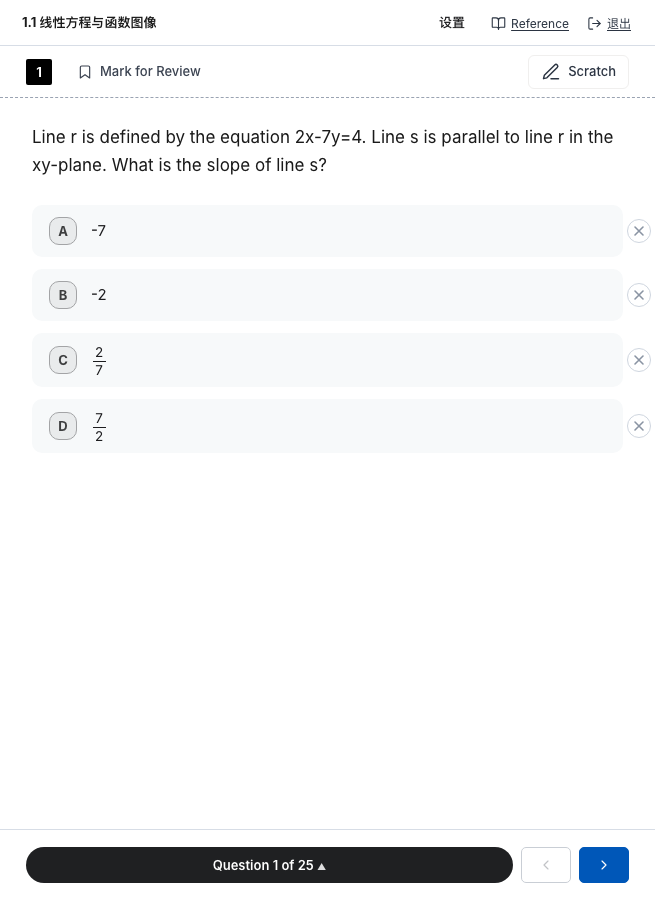 1.1 线性方程与函数图像
设置
Reference
退出
1
Mark for Review
Scratch
Line r is defined by the equation 2x-7y=4. Line s is parallel to line r in the
xy-plane. What is the slope of line s?
A -7
B -2
C 2/7
D 7/2
Question 1 of 25 ▲